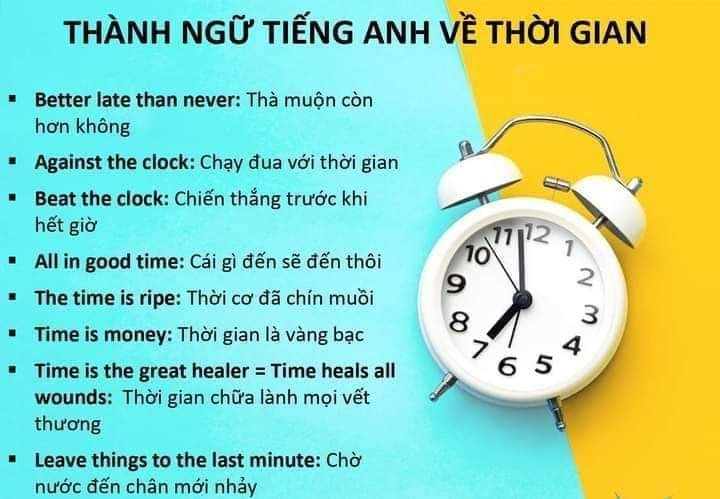 THÀNH NGỮ TIẾNG ANH VỀ THỜI GIAN
▪ Better late than never: Thà muộn còn
hơn không
▪ Against the clock: Chạy đua với thời gian
▪ Beat the clock: Chiến thắng trước khi
hết giờ
▪ All in good time: Cái gì đến sẽ đến thôi
▪ The time is ripe: Thời cơ đã chín muồi
▪ Time is money: Thời gian là vàng bạc
▪ Time is the great healer = Time heals all
wounds: Thời gian chữa lành mọi vết
thương
▪ Leave things to the last minute: Chờ
nước đến chân mới nhảy
12
1
2
3
4
5
6
7
8
9
10
11